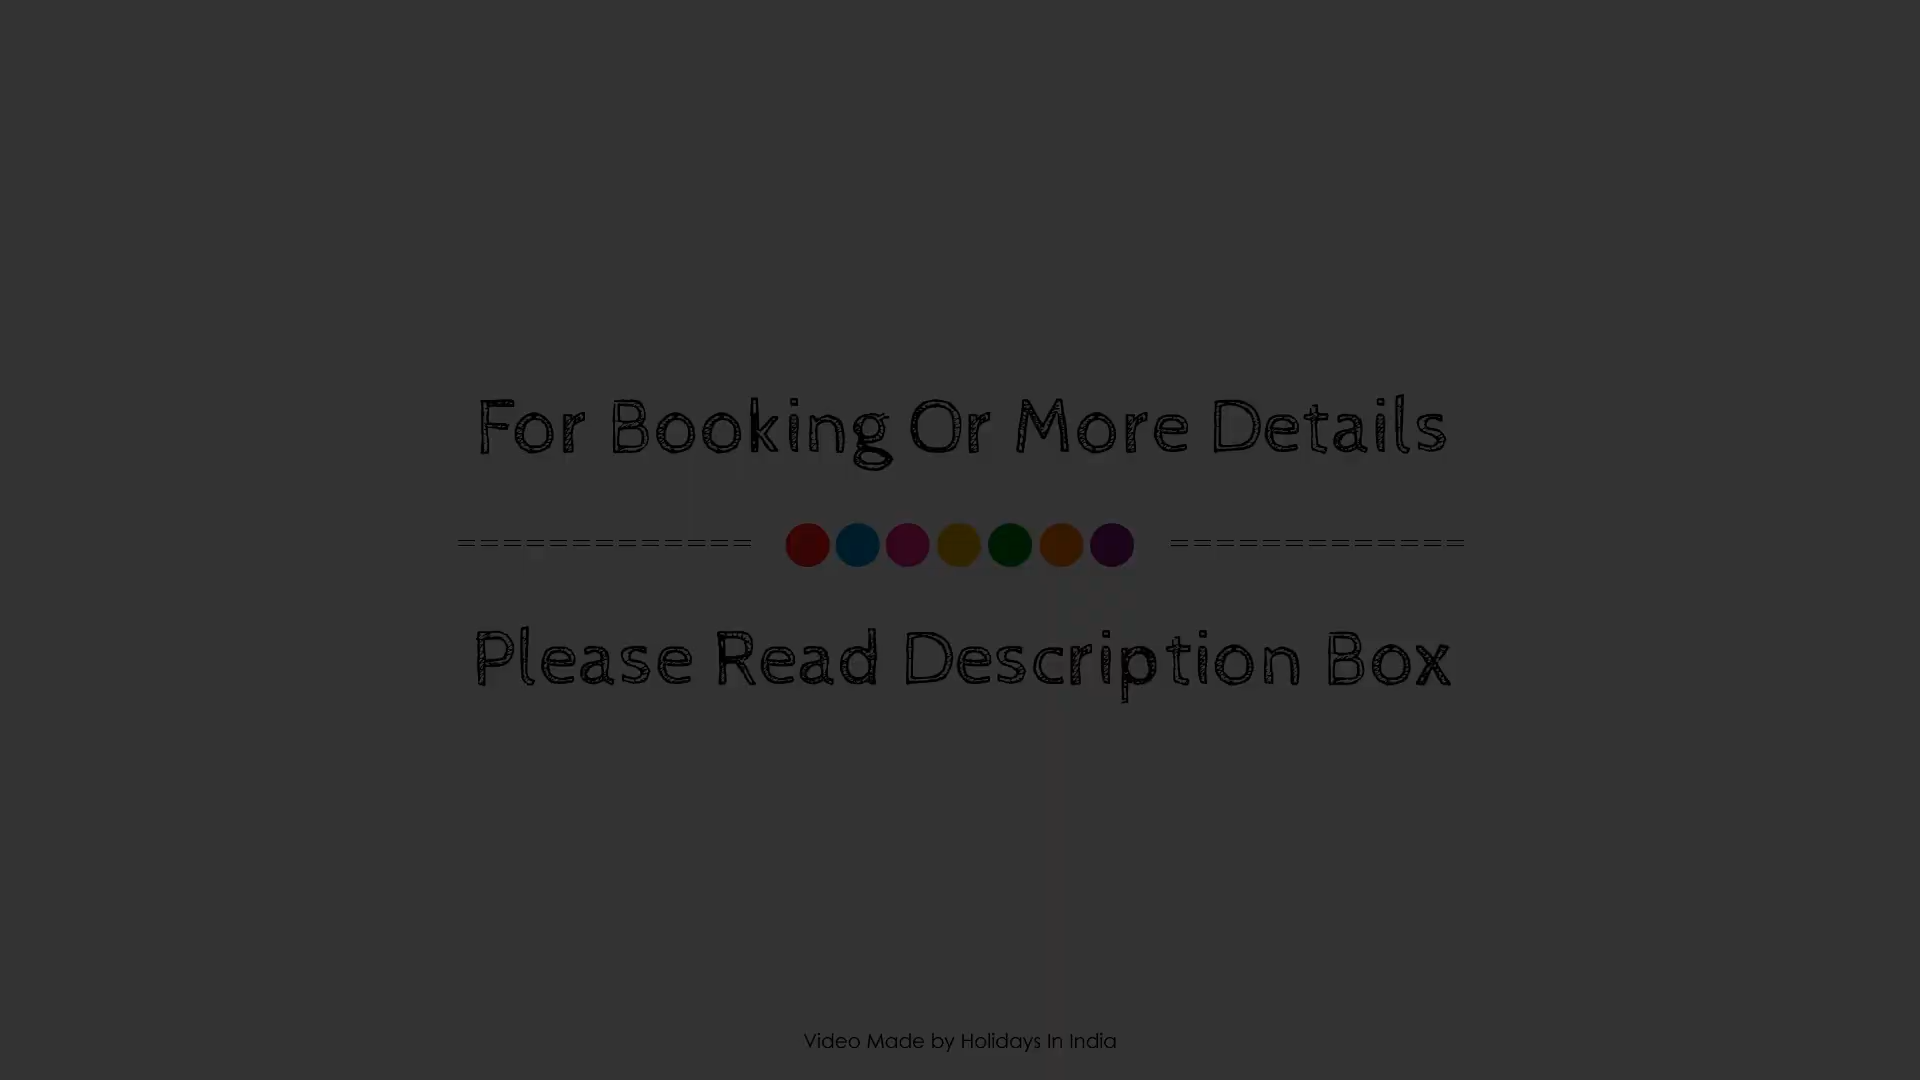 For Booking Or More Details
============= =============
Please Read Description Box
Video Made by Holidays In India